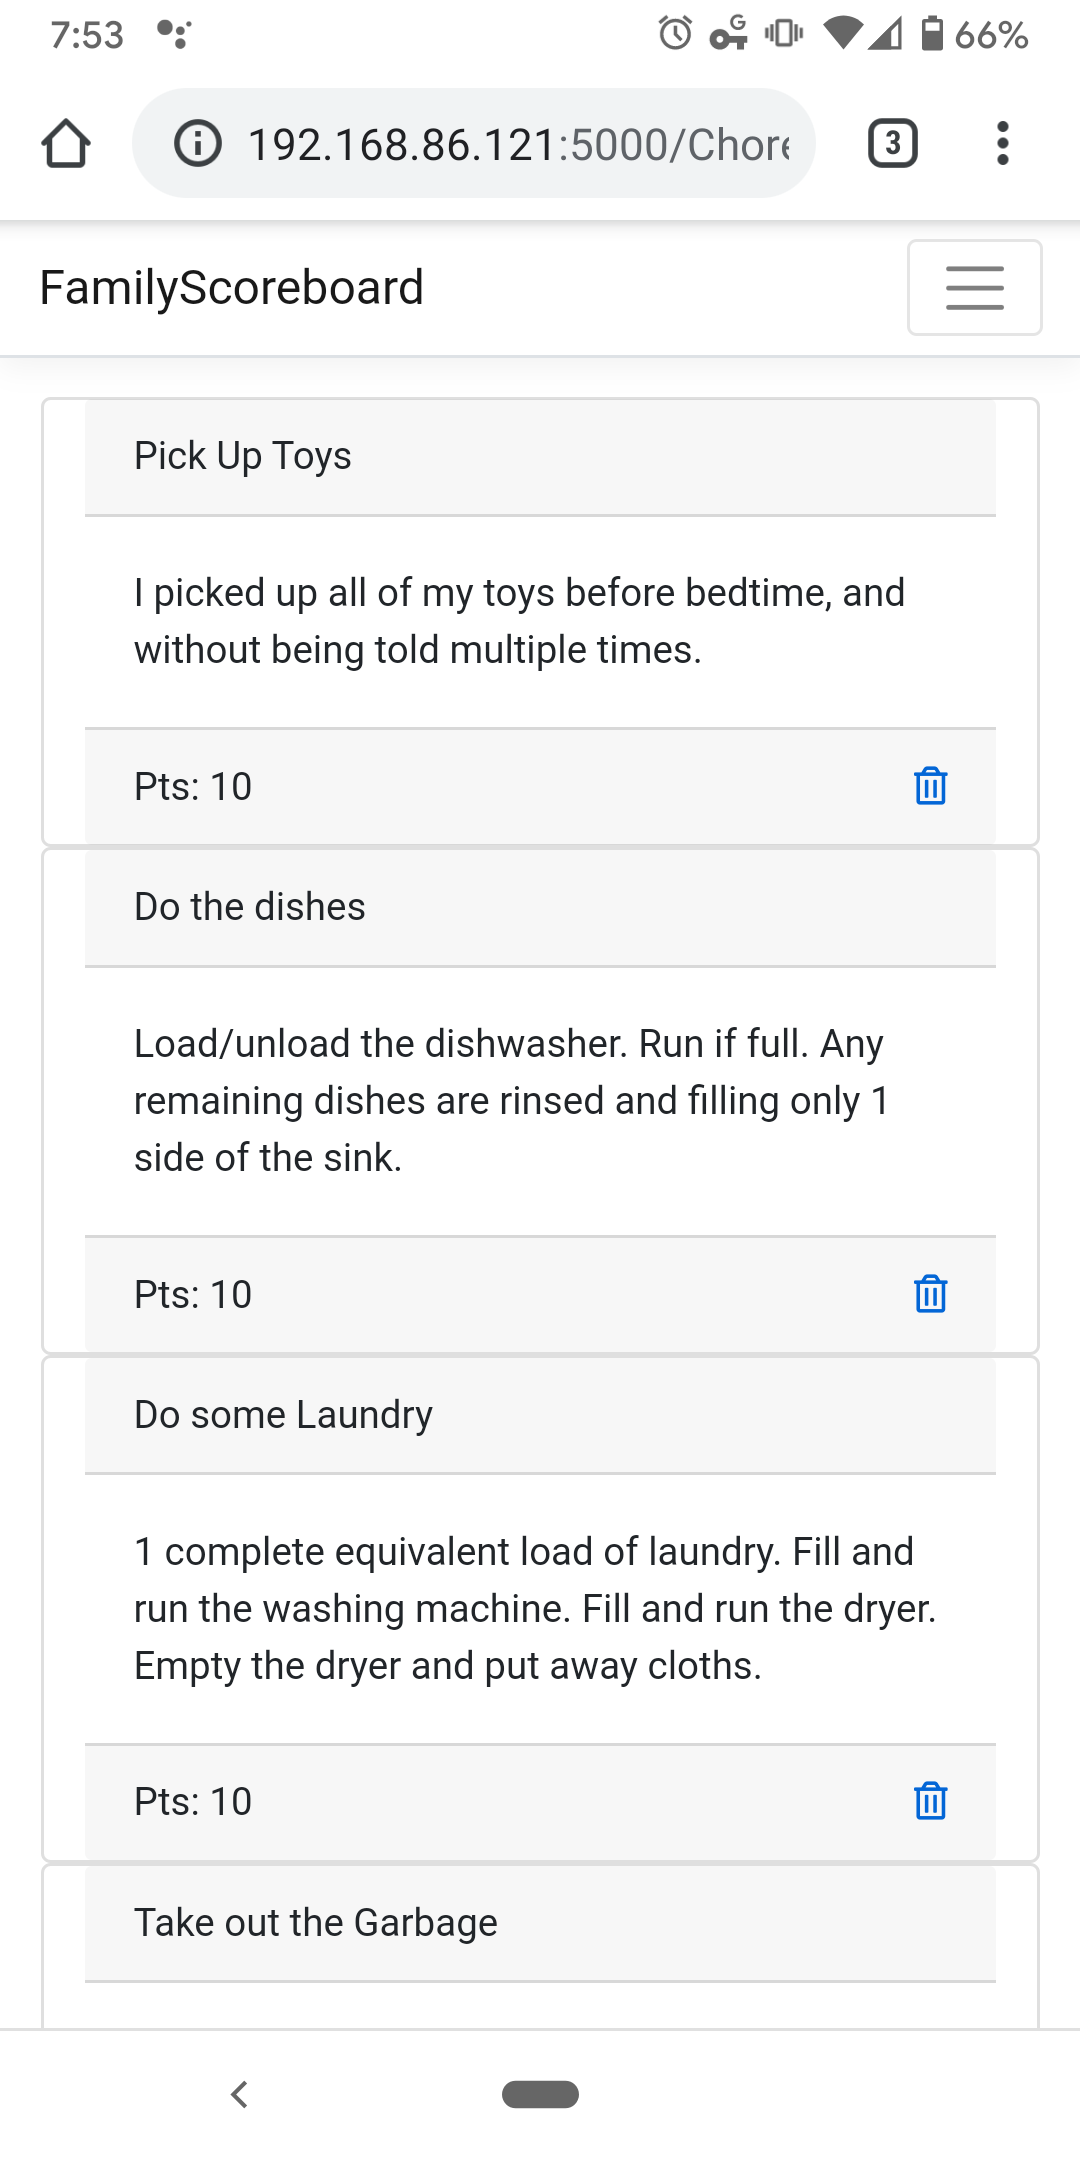 7:53
G
66%
192.168.86.121:5000/Chore
3
FamilyScoreboard
Pick Up Toys
I picked up all of my toys before bedtime, and
without being told multiple times.
Pts: 10
Do the dishes
Load/unload the dishwasher. Run if full. Any
remaining dishes are rinsed and filling only 1
side of the sink.
Pts: 10
Do some Laundry
1 complete equivalent load of laundry. Fill and
run the washing machine. Fill and run the dryer.
Empty the dryer and put away cloths.
Pts: 10
Take out the Garbage